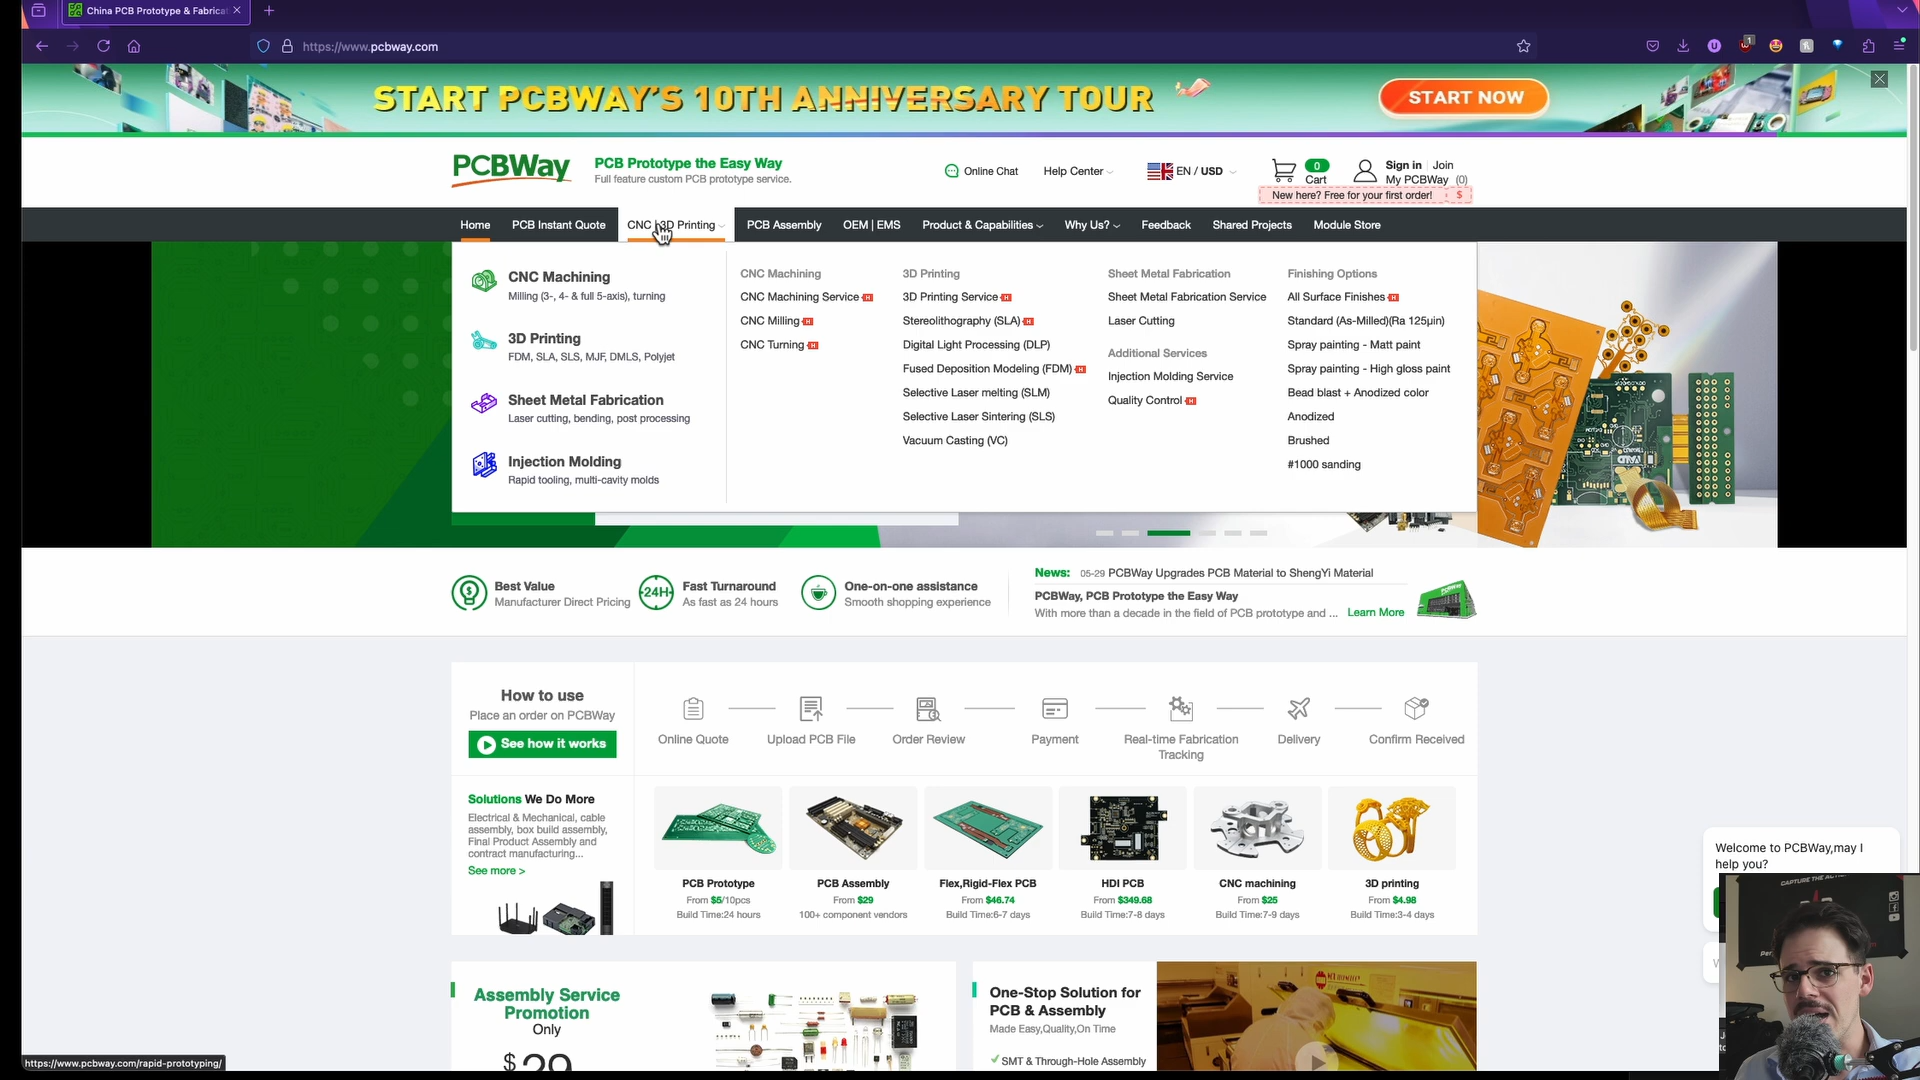 China PCB Prototype & Fabrica
https://www.pcbway.com
1
START PCBWAY'S 10TH ANNIVERSARY TOUR
START NOW
PCBWay
PCB Prototype the Easy Way
Full feature custom PCB prototype service.
Online Chat
Help Center
EN / USD
0
Cart
Sign in
Join
My PCBWay (0)
New here? Free for your first order! $
Home
PCB Instant Quote
CNC | 3D Printing
PCB Assembly
OEM | EMS
Product & Capabilities
Why Us?
Feedback
Shared Projects
Module Store
CNC Machining
Milling (3-, 4- & full 5-axis), turning
3D Printing
FDM, SLA, SLS, MJF, DMLS, Polyjet
Sheet Metal Fabrication
Laser cutting, bending, post processing
Injection Molding
Rapid tooling, multi-cavity molds
CNC Machining
CNC Machining Service
CNC Milling
CNC Turning
3D Printing
3D Printing Service
Stereolithography (SLA)
Digital Light Processing (DLP)
Fused Deposition Modeling (FDM)
Selective Laser melting (SLM)
Selective Laser Sintering (SLS)
Vacuum Casting (VC)
Sheet Metal Fabrication
Sheet Metal Fabrication Service
Laser Cutting
Additional Services
Injection Molding Service
Quality Control
Finishing Options
All Surface Finishes
Standard (As-Milled)(Ra 125μin)
Spray painting - Matt paint
Spray painting - High gloss paint
Bead blast + Anodized color
Anodized
Brushed
#1000 sanding
Best Value
Manufacturer Direct Pricing
24H
Fast Turnaround
As fast as 24 hours
One-on-one assistance
Smooth shopping experience
News: 05-29 PCBWay Upgrades PCB Material to ShengYi Material
PCBWay, PCB Prototype the Easy Way
With more than a decade in the field of PCB prototype and ... Learn More
How to use
Place an order on PCBWay
See how it works
Online Quote
Upload PCB File
Order Review
Payment
Real-time Fabrication
Tracking
Delivery
Confirm Received
Solutions We Do More
Electrical & Mechanical, cable
assembly, box build assembly,
Final Product Assembly and
contract manufacturing...
See more >
PCB Prototype
From $5/10pcs
Build Time:24 hours
PCB Assembly
From $29
100+ component vendors
Flex,Rigid-Flex PCB
From $46.74
Build Time:6-7 days
HDI PCB
From $349.68
Build Time:7-8 days
CNC machining
From $25
Build Time:7-9 days
3D printing
From $4.98
Build Time:3-4 days
Assembly Service
Promotion
Only
$29
One-Stop Solution for
PCB & Assembly
Made Easy,Quality,On Time
SMT & Through-Hole Assembly
Welcome to PCBWay,may I
help you?
CAPTURE THE
https://www.pcbway.com/rapid-prototyping/